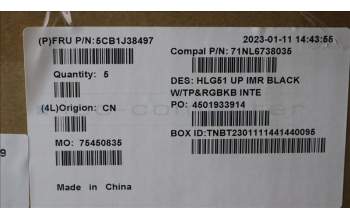 (P)FRU P/N:5CB1J38497
2023-01-11 14:43:55
Compal P/N: 71NL6738035
Quantity: 5
DES: HLG51 UP IMR BLACK
W/TP&RGBKB INTE
(4L)Origion: CN
PO: 4501933914
MO: 75450835
BOX ID:TNBT2301111441440095
Made in China
9